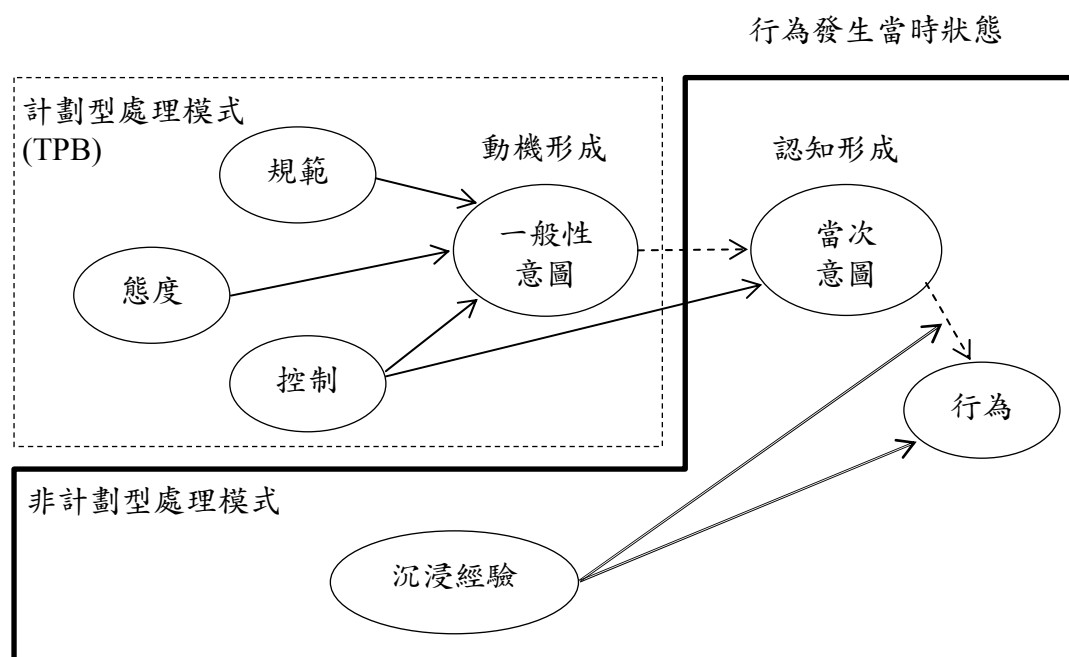 行為發生當時狀態
計劃型處理模式
(TPB)
動機形成
認知形成
規範
一般性
意圖
當次
意圖
態度
控制
行為
非計劃型處理模式
沉浸經驗